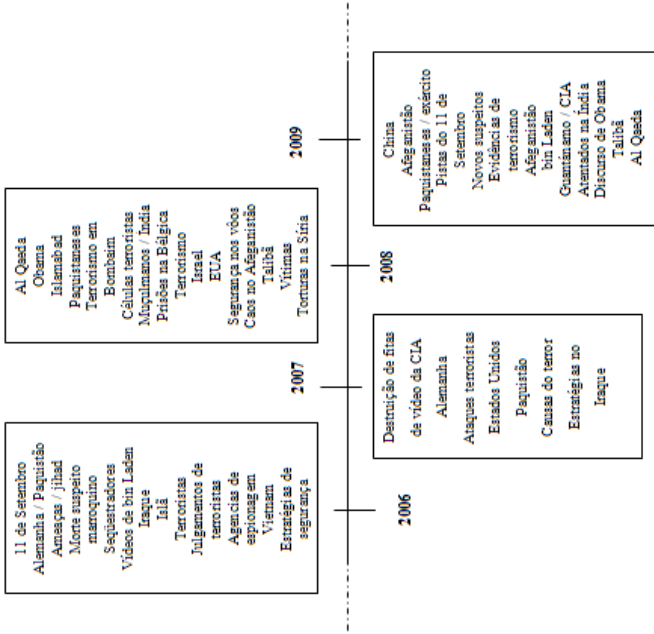 11 de Setembro
Alemanha / Paquistão
Ameaças / jihad
Morte suspeito
marroquino
Seqüestradores
Vídeos de bin Laden
Iraque
Islã
Terroristas
Julgamentos de
terroristas
Agencias de
espionagem
Vietnam
Estratégias de
segurança
2006
2007
Destruição de fitas
de vídeo da CIA
Alemanha
Ataques terroristas
Estados Unidos
Paquistão
Causas do terror
Estratégias no
Iraque
Al Qaeda
Obama
Islamabad
Paquistaneses
Terrorismo em
Bombaim
Células terroristas
Muçulmanos / Índia
Prisões na Bélgica
Terrorismo
Israel
EUA
Segurança nos vôos
Caos no Afeganistão
Talibã
Vítimas
Torturas na Síria
2008
2009
China
Afeganistão
Paquistaneses / exército
Pistas do 11 de
Setembro
Novos suspeitos
Evidências de
terrorismo
Afeganistão
bin Laden
Guantánamo / CIA
Atentados na Índia
Discurso de Obama
Talibã
Al Qaeda